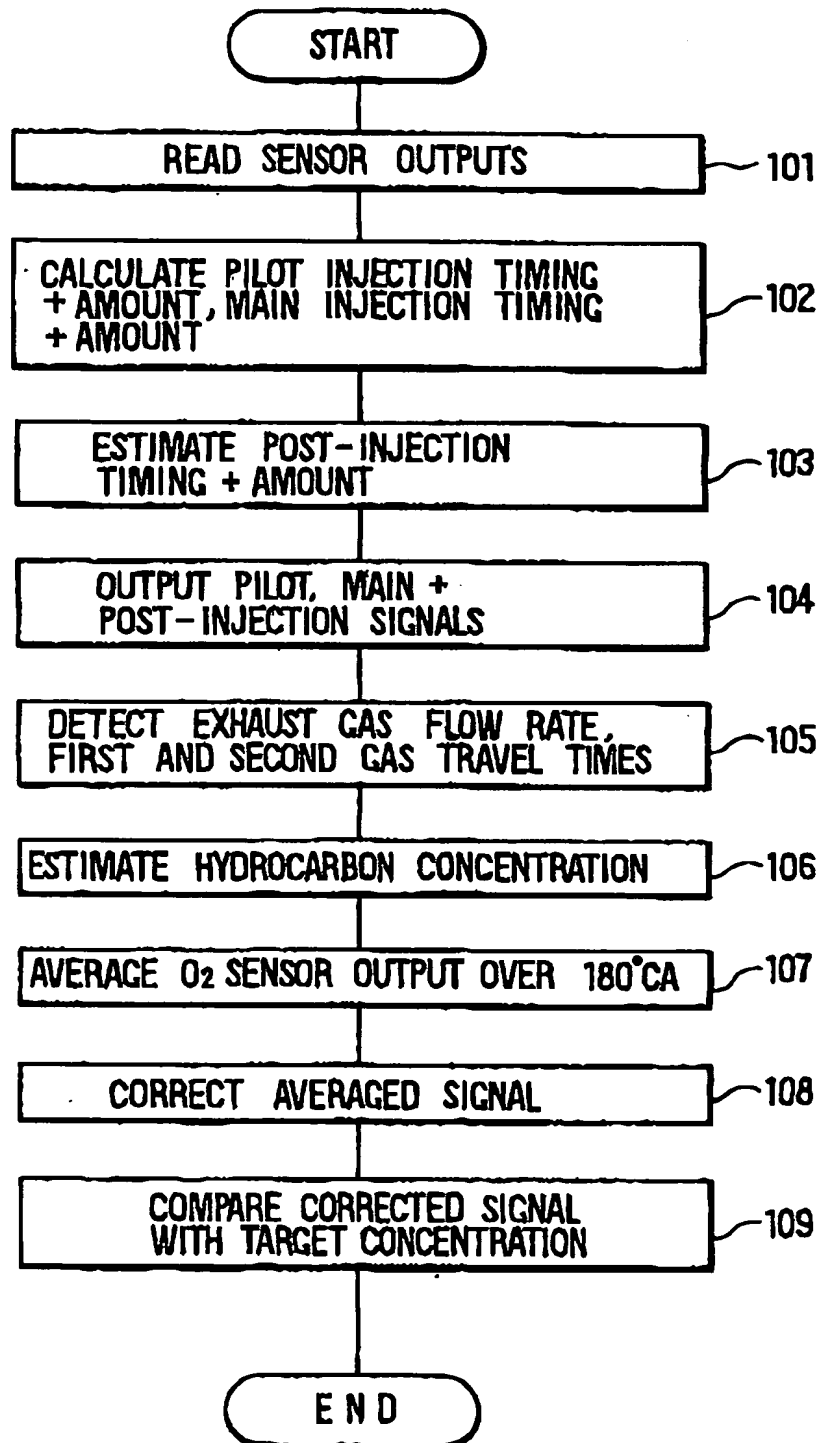 START
READ SENSOR OUTPUTS
101
CALCULATE PILOT INJECTION TIMING
+ AMOUNT, MAIN INJECTION TIMING
+ AMOUNT
102
ESTIMATE POST-INJECTION
TIMING + AMOUNT
103
OUTPUT PILOT, MAIN +
POST-INJECTION SIGNALS
104
DETECT EXHAUST GAS FLOW RATE,
FIRST AND SECOND GAS TRAVEL TIMES
105
ESTIMATE HYDROCARBON CONCENTRATION
106
AVERAGE O₂ SENSOR OUTPUT OVER 180°CA
107
CORRECT AVERAGED SIGNAL
108
COMPARE CORRECTED SIGNAL
WITH TARGET CONCENTRATION
109
END